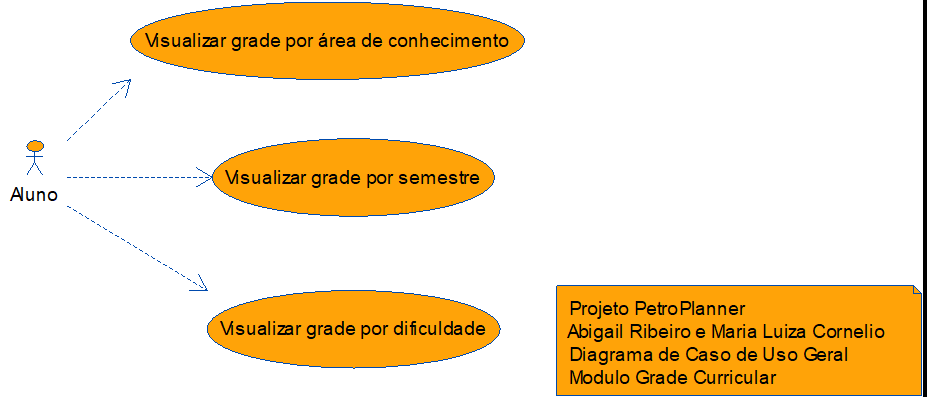 Visualizar grade por área de conhecimento
Visualizar grade por semestre
Aluno
Visualizar grade por dificuldade
Projeto PetroPlanner
Abigail Ribeiro e Maria Luiza Cornelio
Diagrama de Caso de Uso Geral
Modulo Grade Curricular